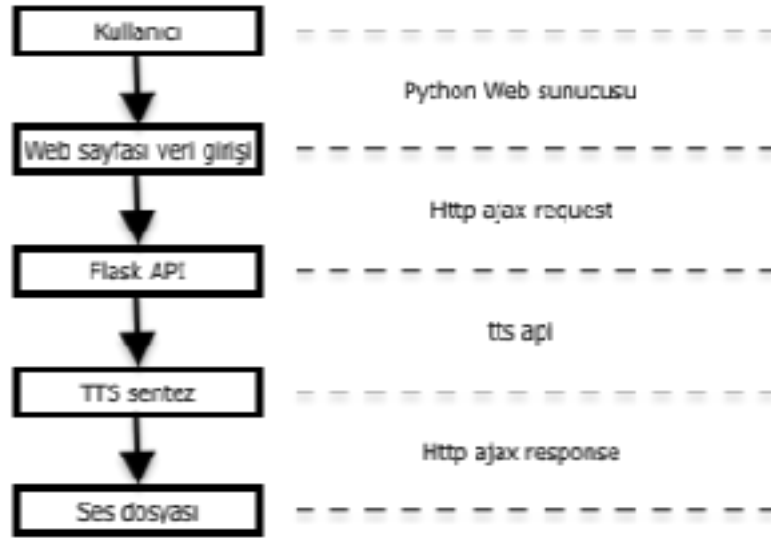 Kullanıcı
Python Web sunucusu
Web sayfası veri girişi
Http ajax request
Flask API
tts api
TTS sentez
Http ajax response
Ses dosyası